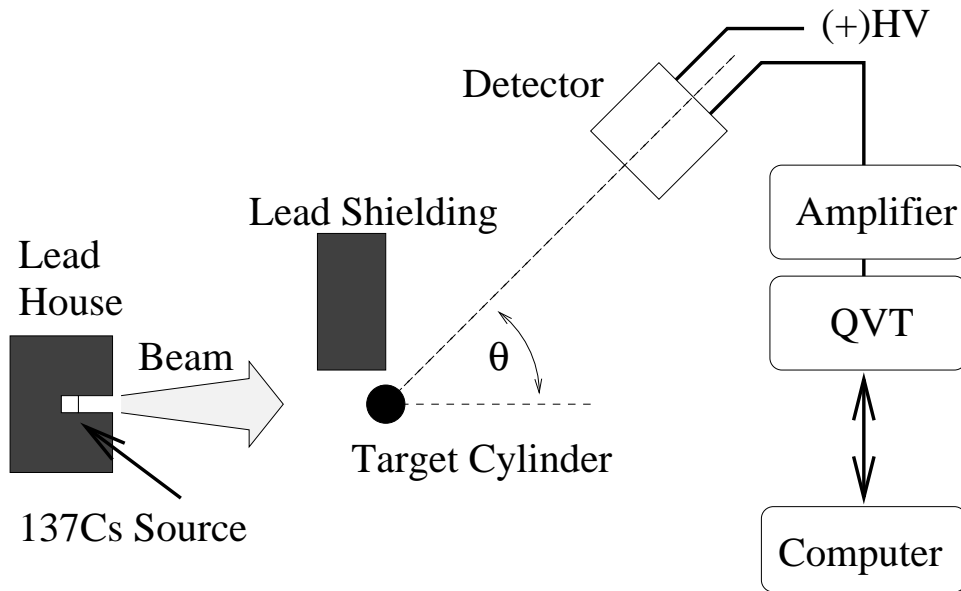 (+)HV
Detector
Lead Shielding
Amplifier
Lead
House
QVT
Beam
θ
Target Cylinder
137Cs Source
Computer